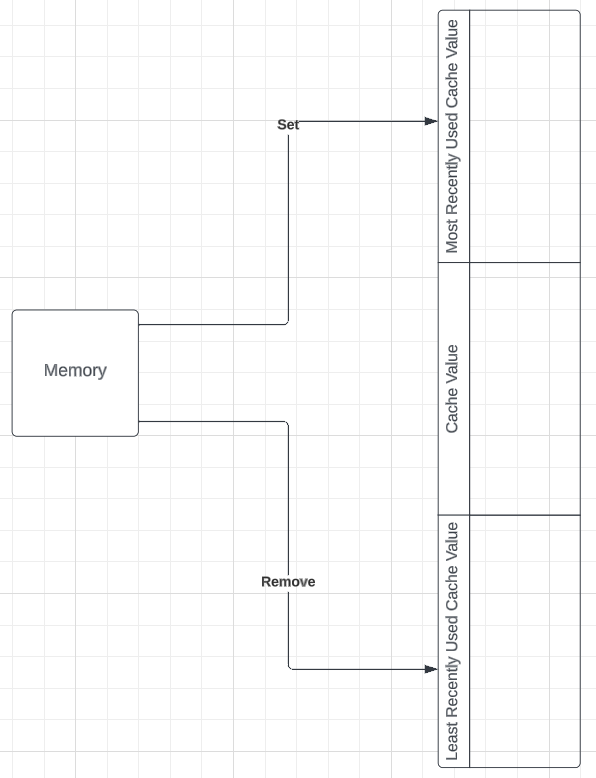 Most Recently Used Cache Value
Set
Cache Value
Memory
Remove
Least Recently Used Cache Value